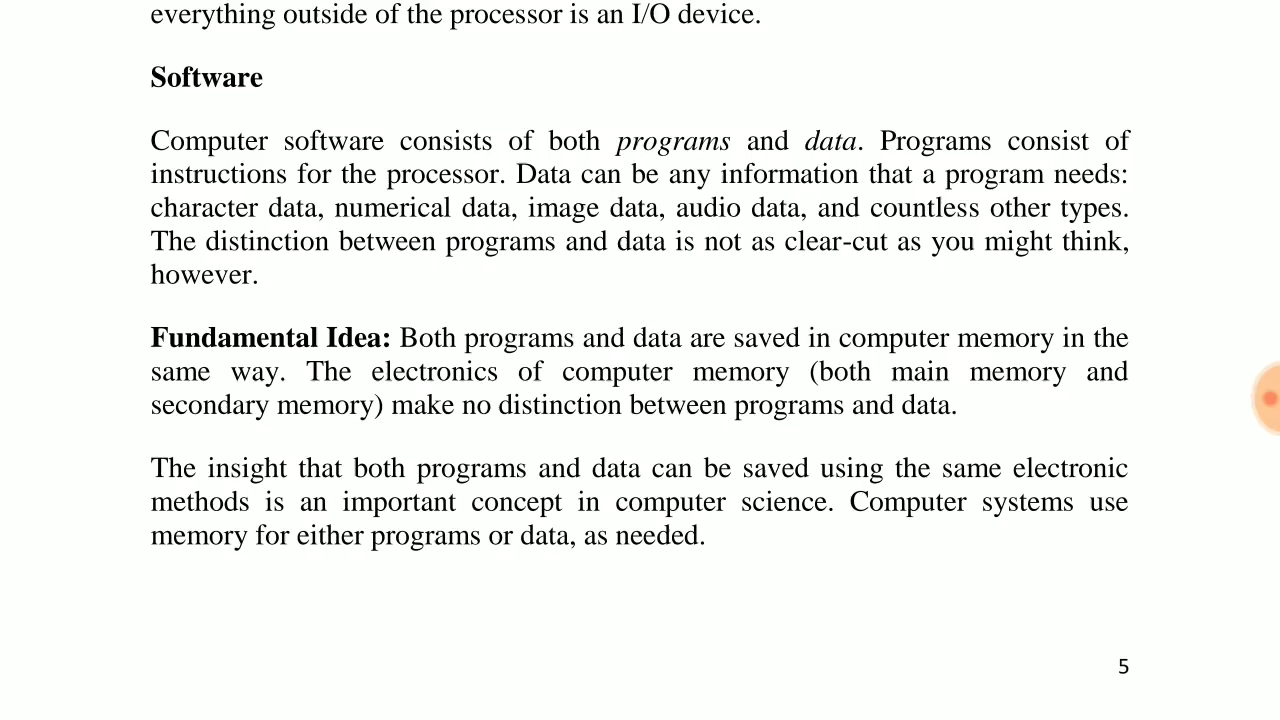 everything outside of the processor is an I/O device.
Software
Computer software consists of both programs and data. Programs consist of
instructions for the processor. Data can be any information that a program needs:
character data, numerical data, image data, audio data, and countless other types.
The distinction between programs and data is not as clear-cut as you might think,
however.
Fundamental Idea: Both programs and data are saved in computer memory in the
same way. The electronics of computer memory (both main memory and
secondary memory) make no distinction between programs and data.
The insight that both programs and data can be saved using the same electronic
methods is an important concept in computer science. Computer systems use
memory for either programs or data, as needed.
5